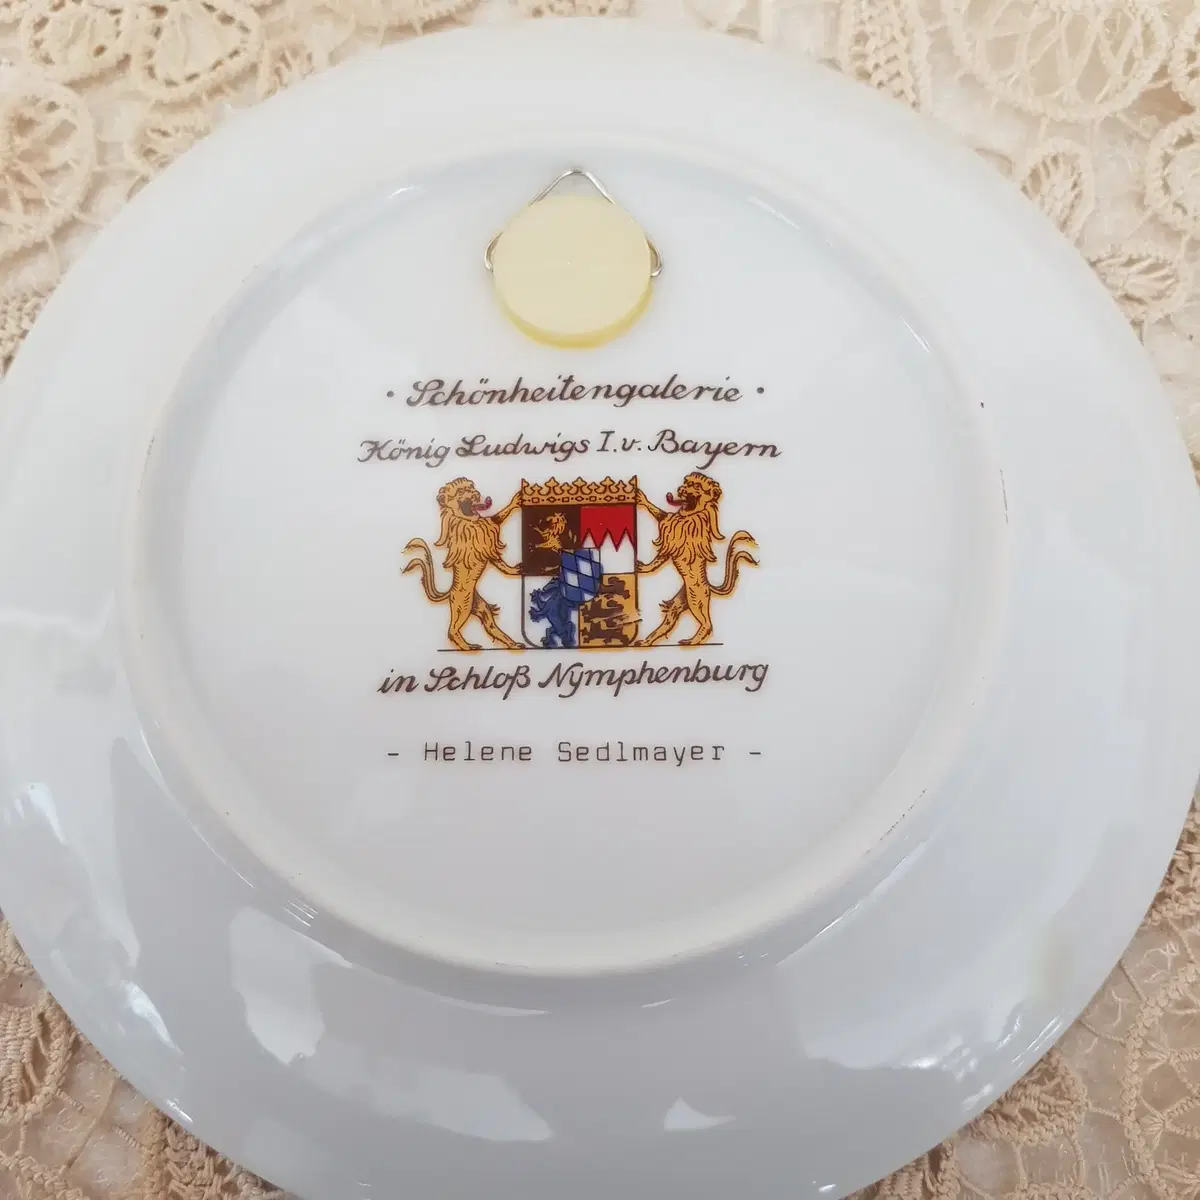 · Schönheitengalerie ·
König Ludwigs I. v. Bayern
in Schloß Nymphenburg
- Helene Sedlmayer -